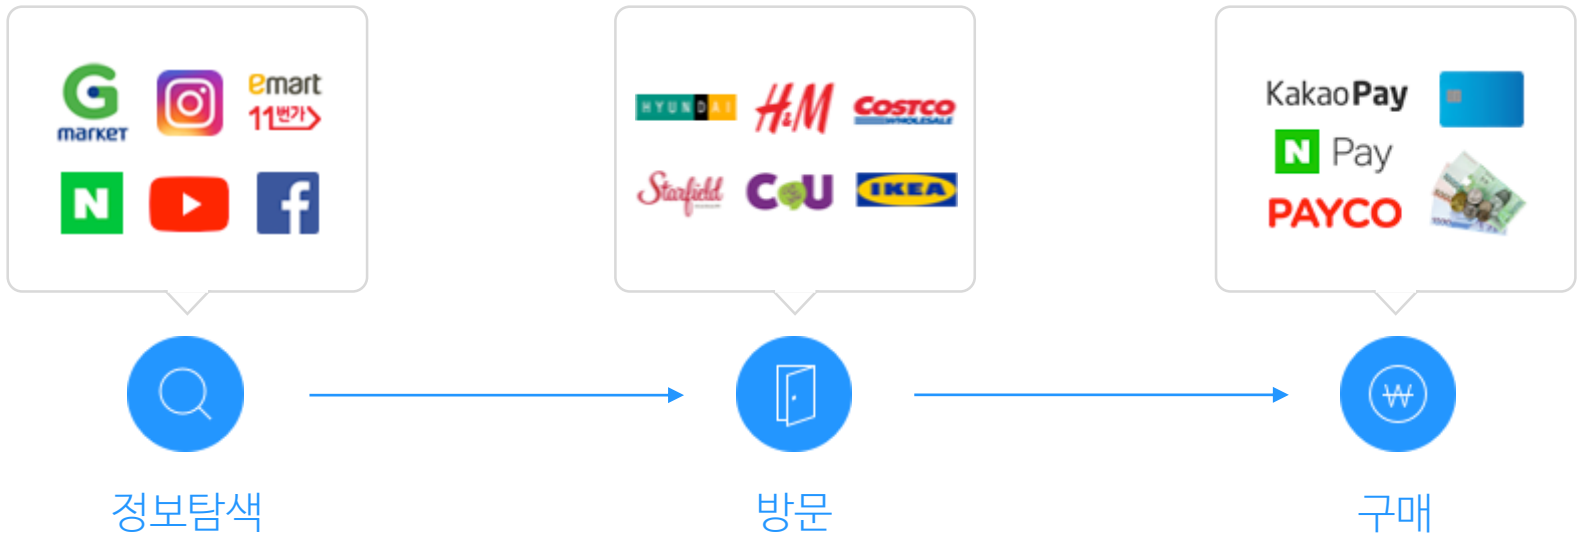 G
market
emart
11번가
N
f
HYUNDAI
H&M
COSTCO
WHOLESALE
Starfield
CU
IKEA
KakaoPay
N Pay
PAYCO
₩
정보탐색
방문
구매